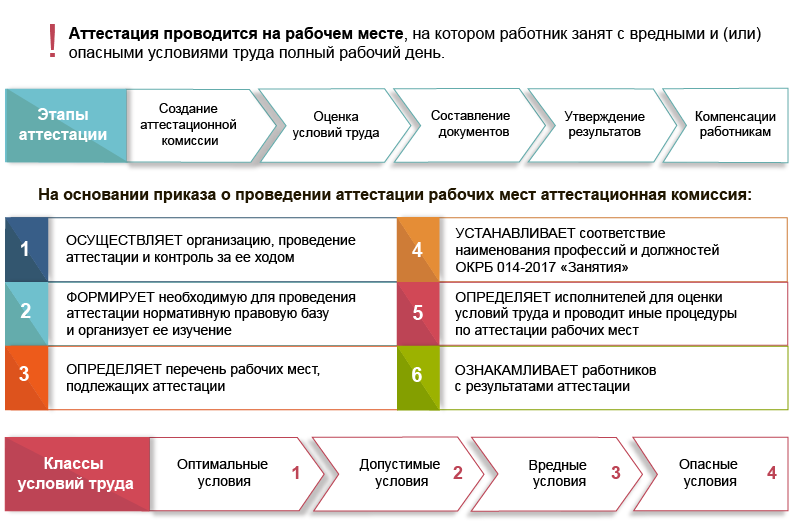 ! Аттестация проводится на рабочем месте, на котором работник занят с вредными и (или)
опасными условиями труда полный рабочий день.
Этапы
аттестации
Создание
аттестационной
комиссии
Оценка
условий труда
Составление
документов
Утверждение
результатов
Компенсации
работникам
На основании приказа о проведении аттестации рабочих мест аттестационная комиссия:
1
ОСУЩЕСТВЛЯЕТ организацию, проведение
аттестации и контроль за ее ходом
2
ФОРМИРУЕТ необходимую для проведения
аттестации нормативную правовую базу
и организует ее изучение
3
ОПРЕДЕЛЯЕТ перечень рабочих мест,
подлежащих аттестации
4
УСТАНАВЛИВАЕТ соответствие
наименования профессий и должностей
ОКРБ 014-2017 «Занятия»
5
ОПРЕДЕЛЯЕТ исполнителей для оценки
условий труда и проводит иные процедуры
по аттестации рабочих мест
6
ОЗНАКАМЛИВАЕТ работников
с результатами аттестации
Классы
условий труда
Оптимальные
условия 1
Допустимые
условия 2
Вредные
условия 3
Опасные
условия 4